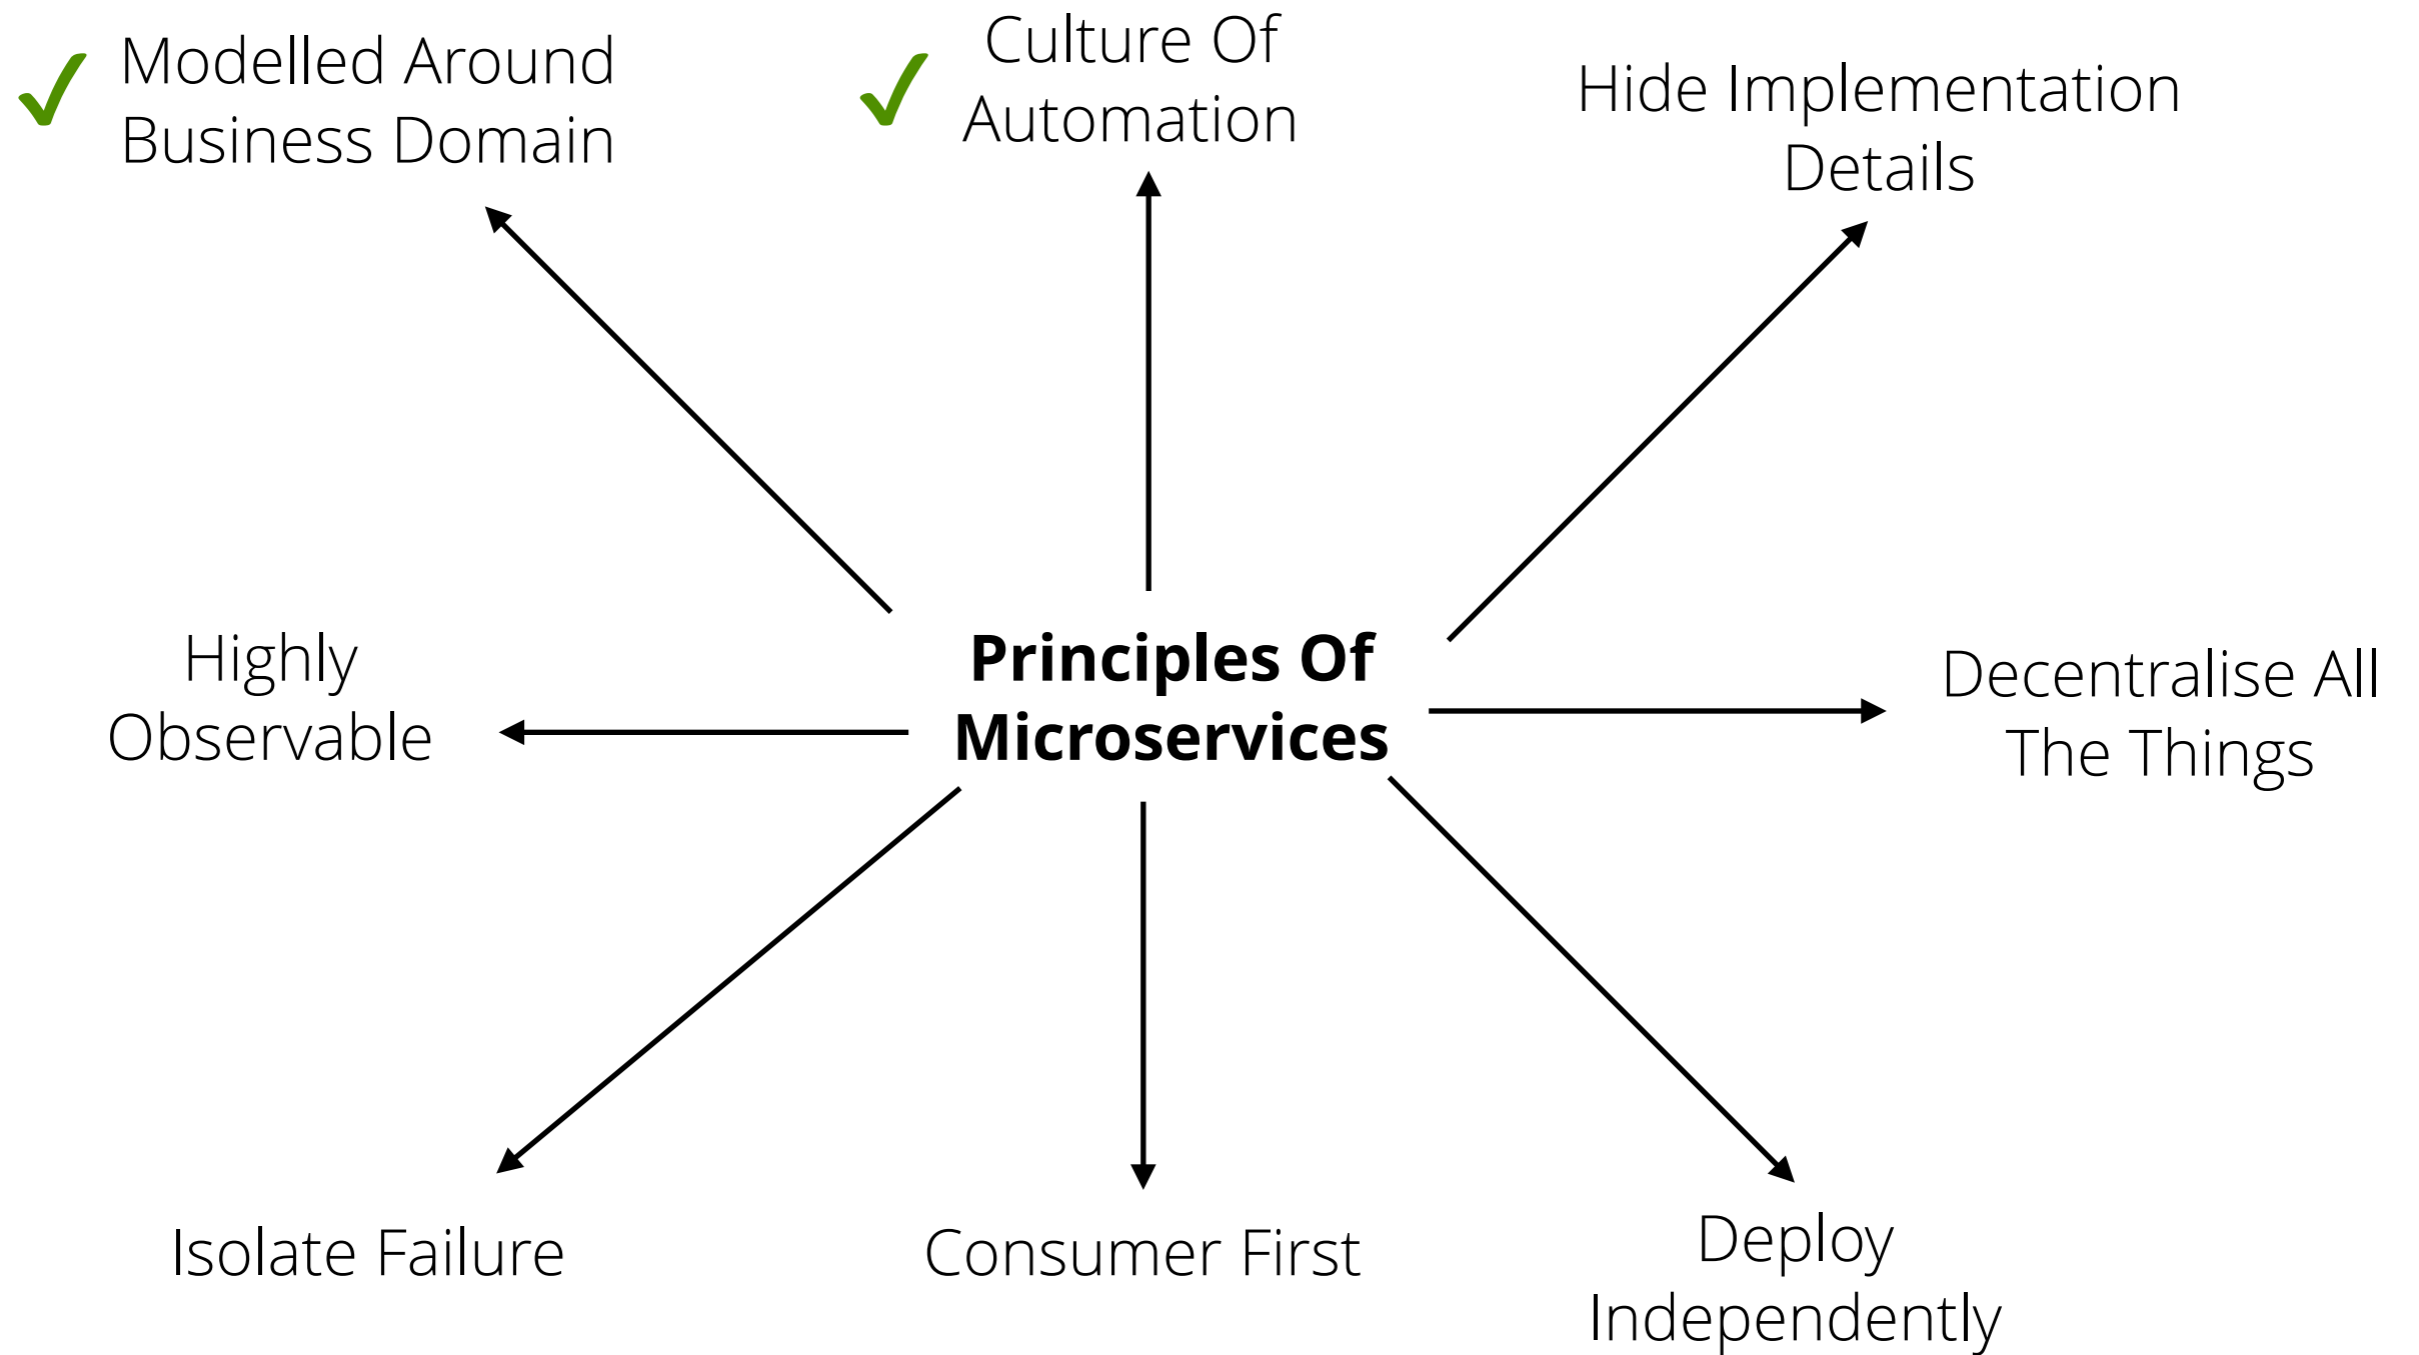 Modelled Around
Business Domain
Culture Of
Automation
Hide Implementation
Details
Highly
Observable
Principles Of
Microservices
Decentralise All
The Things
Isolate Failure
Consumer First
Deploy
Independently